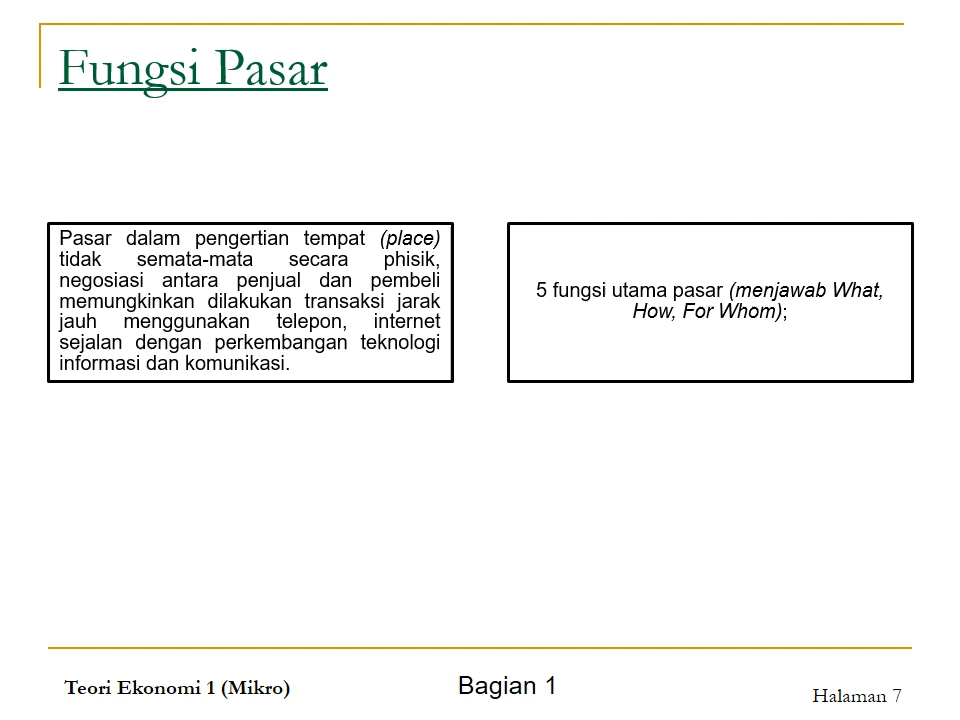 Fungsi Pasar
Pasar dalam pengertian tempat (place)
tidak semata-mata secara phisik,
negosiasi antara penjual dan pembeli
memungkinkan dilakukan transaksi jarak
jauh menggunakan telepon, internet
sejalan dengan perkembangan teknologi
informasi dan komunikasi.
5 fungsi utama pasar (menjawab What,
How, For Whom);
Teori Ekonomi 1 (Mikro)
Bagian 1
Halaman 7